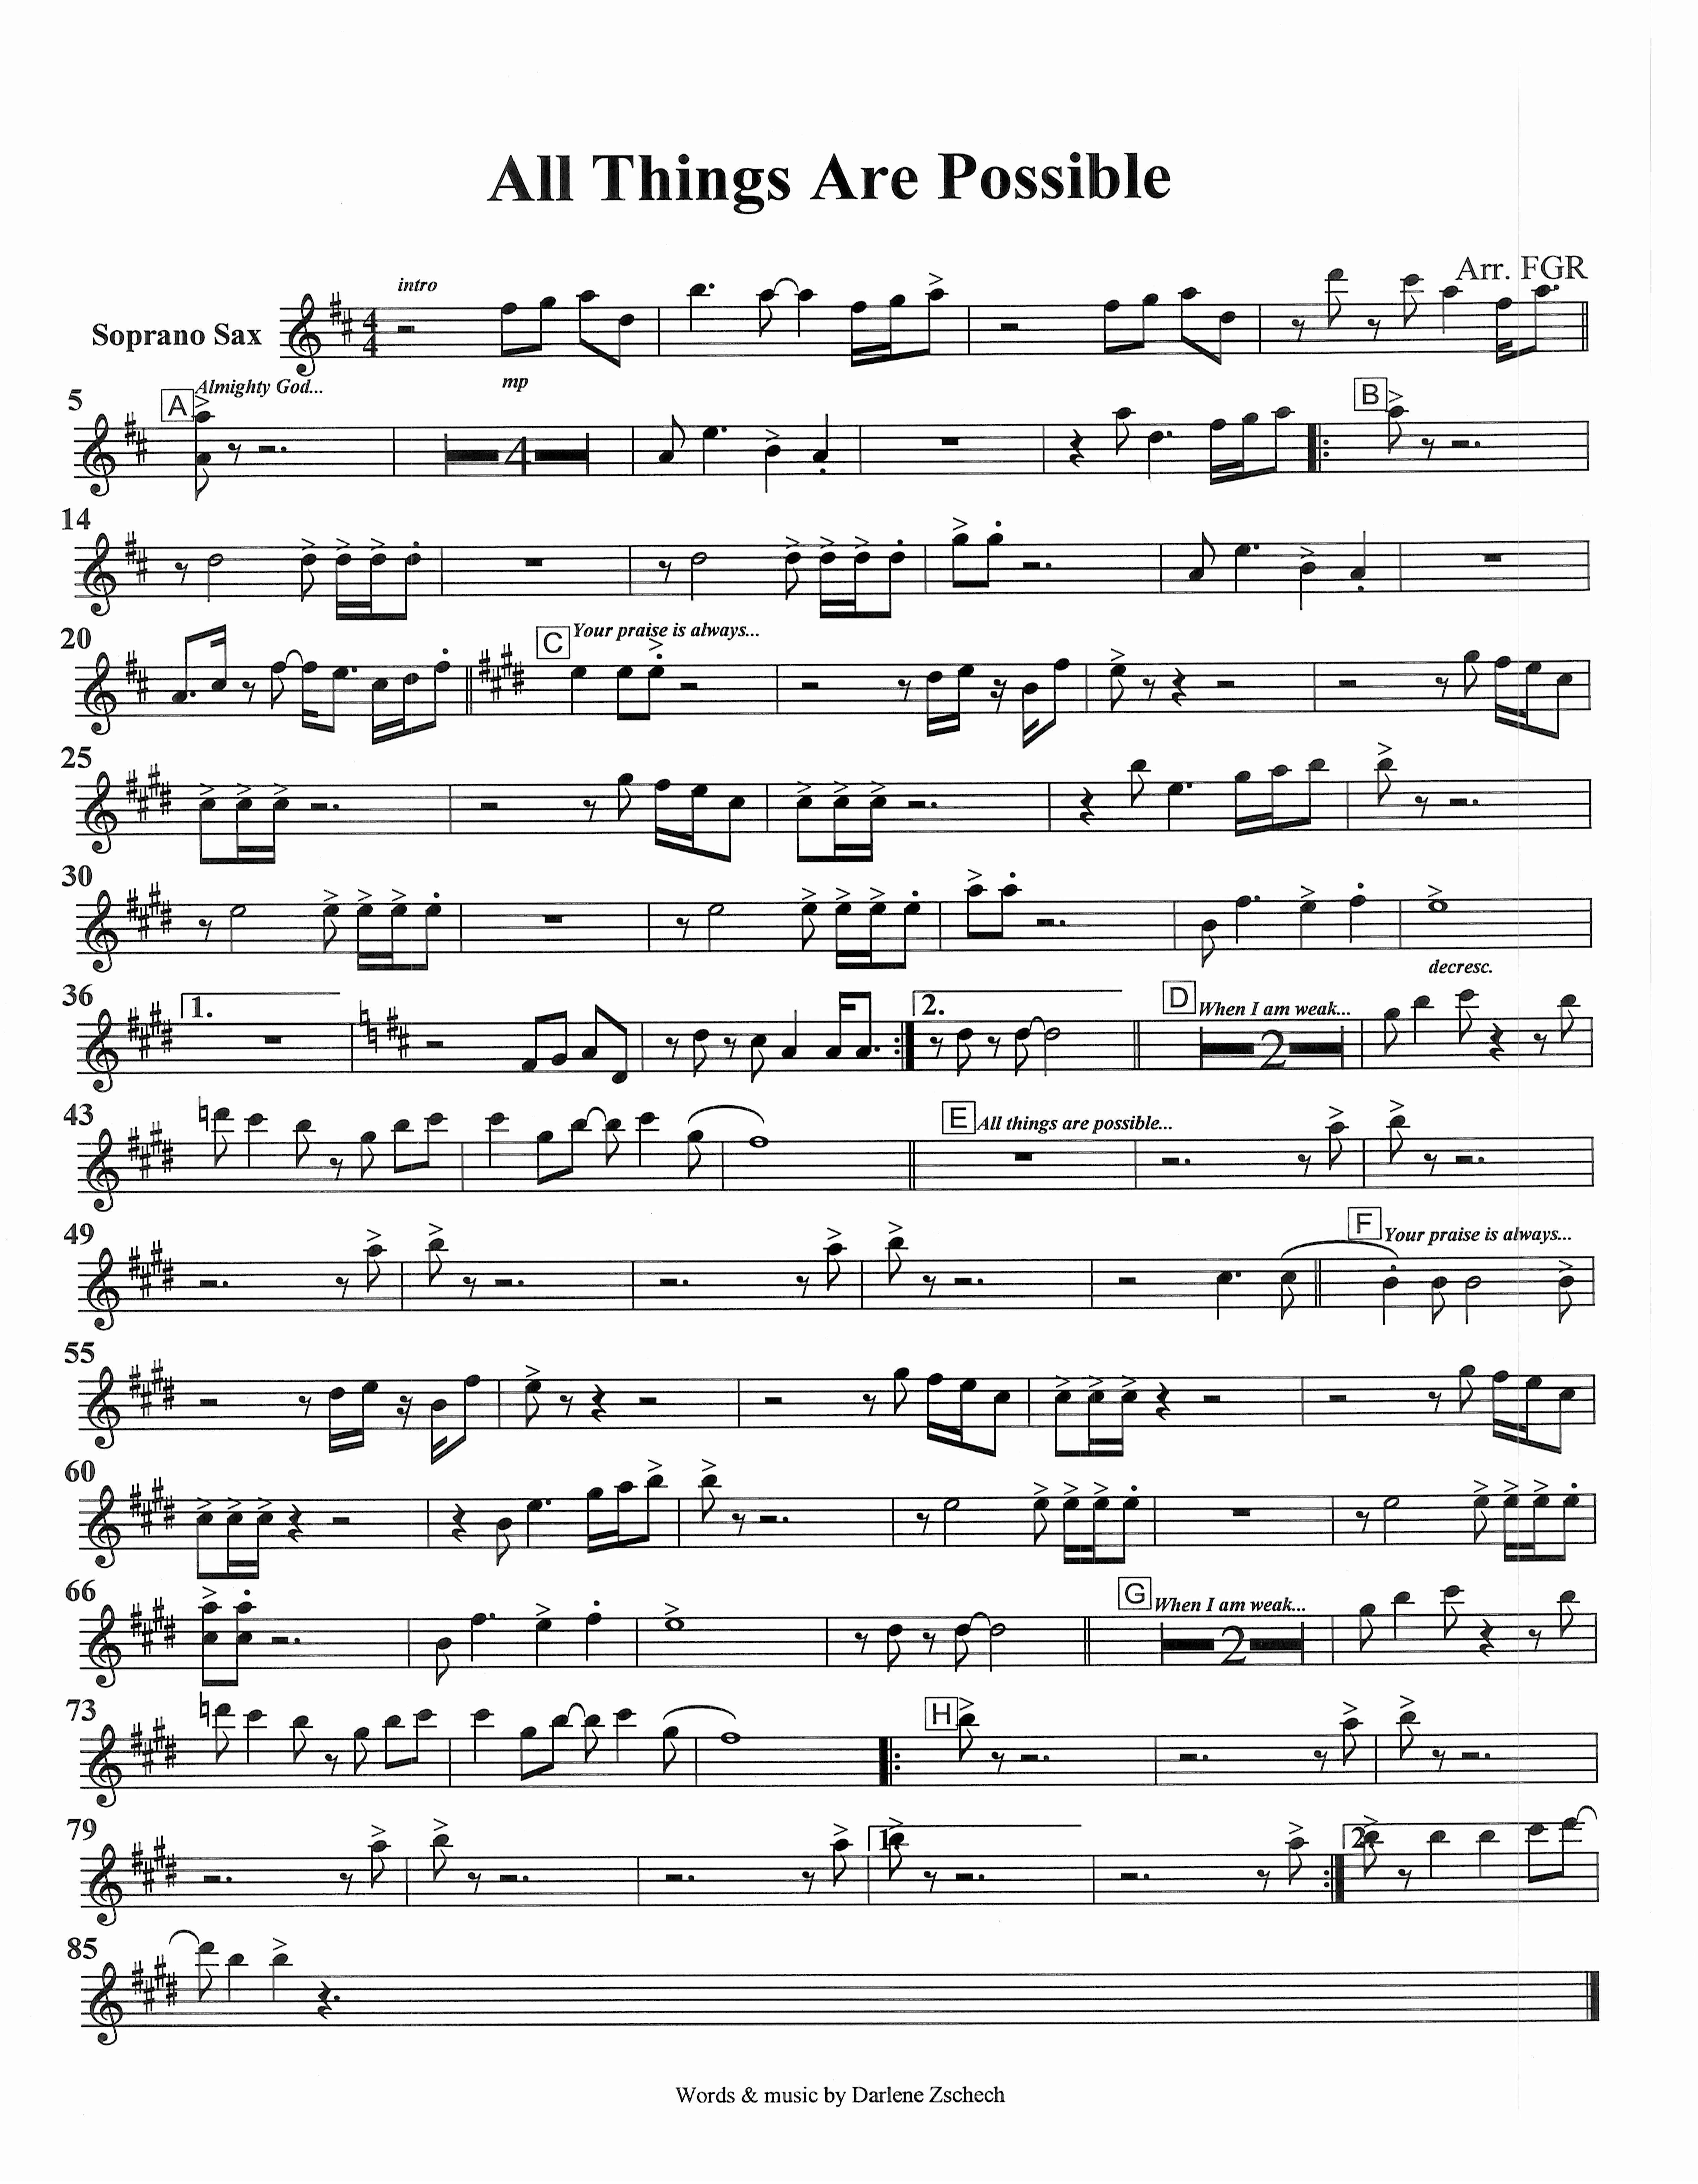 All Things Are Possible
Arr. FGR
intro
Soprano Sax
4
4
mp
5
A
Almighty God...
4
B
14
20
C
Your praise is always...
25
30
decresc.
36
1.
2.
D
When I am weak...
2
43
E
All things are possible...
49
F
Your praise is always...
55
60
66
G
When I am weak...
2
73
H
79
1.
2.
85
Words & music by Darlene Zschech